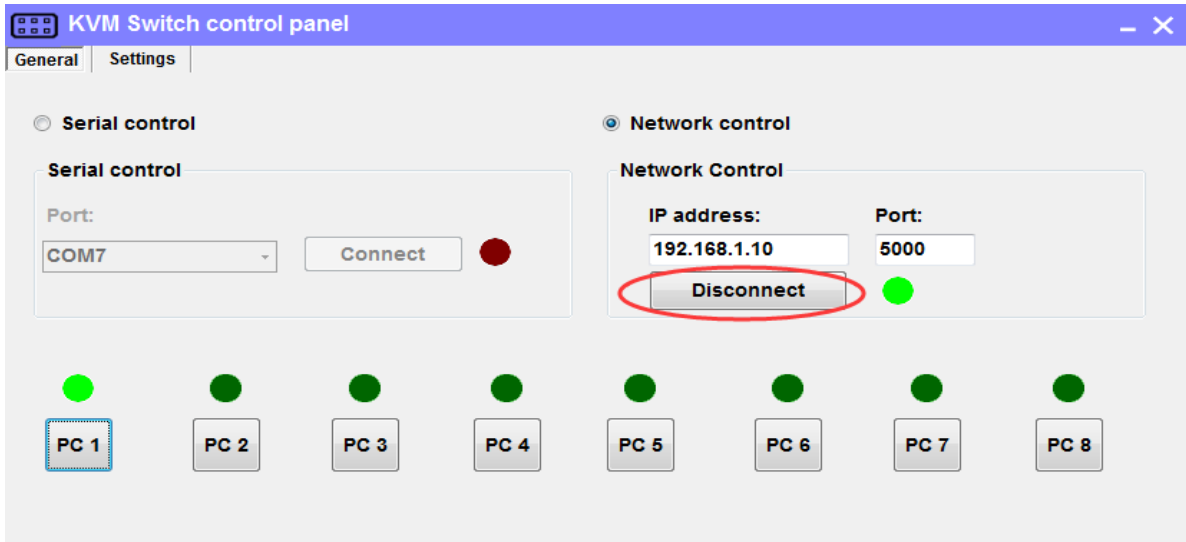 KVM Switch control panel
General Settings
Serial control
Network control
Serial control
Port:
COM7
Connect
Network Control
IP address: Port:
192.168.1.10 5000
Disconnect
PC 1 PC 2 PC 3 PC 4 PC 5 PC 6 PC 7 PC 8